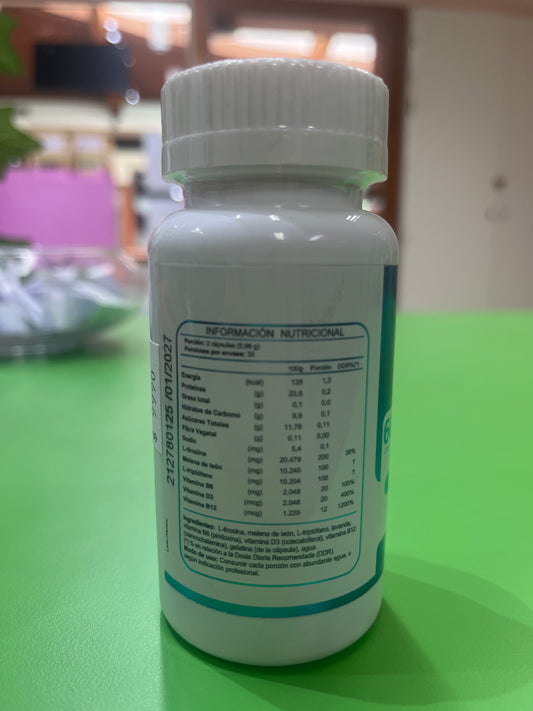 INFORMACIÓN NUTRICIONAL
Porción: 2 cápsulas (0,98 g)
Porciones por envase: 30
100g Porción DDR%(*)
Energía (kcal) 138 1,3
Proteínas (g) 23,8 0,2
Grasa total (g) 0,1 0,0
Hidratos de Carbono (g) 9,9 0,1
Azúcares Totales (g) 11,76 0,11
Fibra Vegetal (g) 0,11 0,00
Sodio (mg) 5,4 0,1
L-tirosina (mg) 20.479 200 38%
Melena de león (mg) 10.240 100 †
L-triptófano (mg) 10.204 100 †
Vitamina B6 (mg) 2.048 20 100%
Vitamina D3 (mcg) 2.048 20 400%
Vitamina B12 (mcg) 1.229 12 1200%
Ingredientes: L-tirosina, melena de león, L-triptófano, lavanda,
vitamina B6 (piridoxina), vitamina D3 (colecalciferol), vitamina B12
(cianocobalamina), gelatina (de la cápsula), agua.
(*) % en relación a la Dosis Diaria Recomendada (DDR).
Modo de uso: Consumir cada porción con abundante agua, o
según indicación profesional.
212780125 /01/2027
$ 7990
6